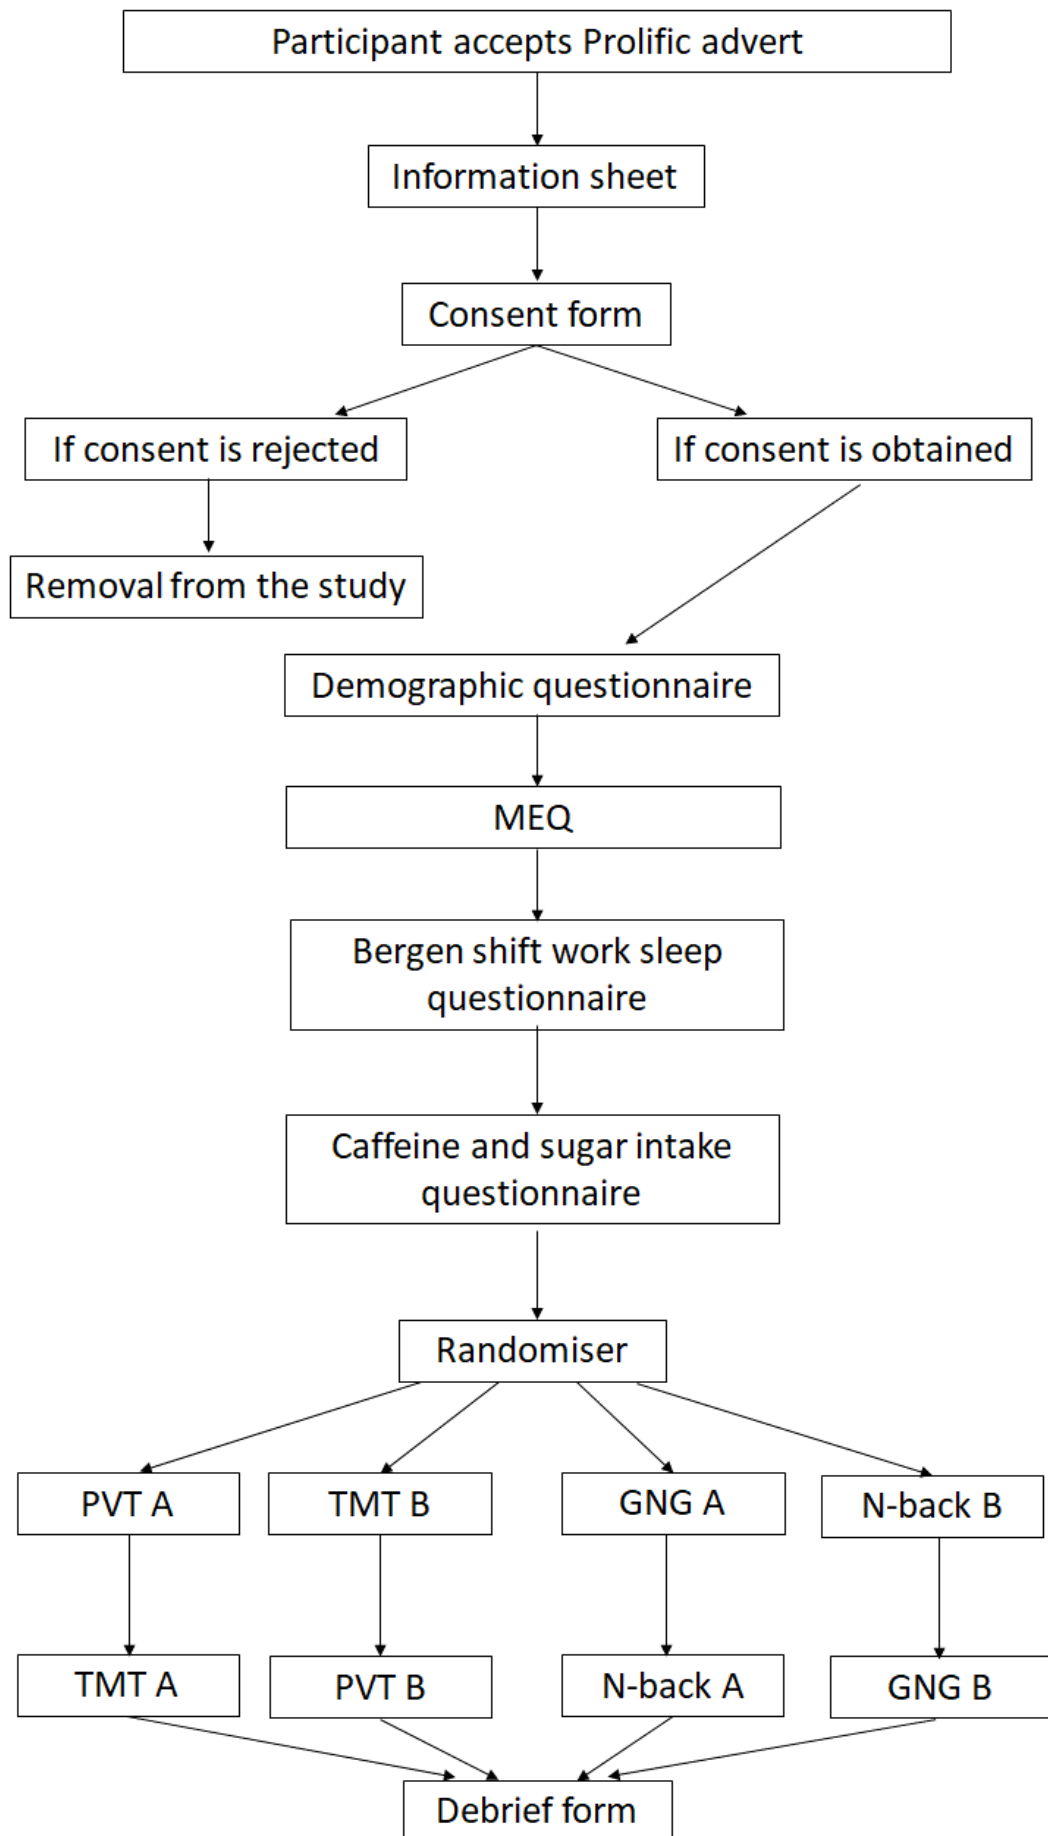 Participant accepts Prolific advert
Information sheet
Consent form
If consent is rejected
If consent is obtained
Removal from the study
Demographic questionnaire
MEQ
Bergen shift work sleep
questionnaire
Caffeine and sugar intake
questionnaire
Randomiser
PVT A
TMT B
GNG A
N-back B
TMT A
PVT B
N-back A
GNG B
Debrief form